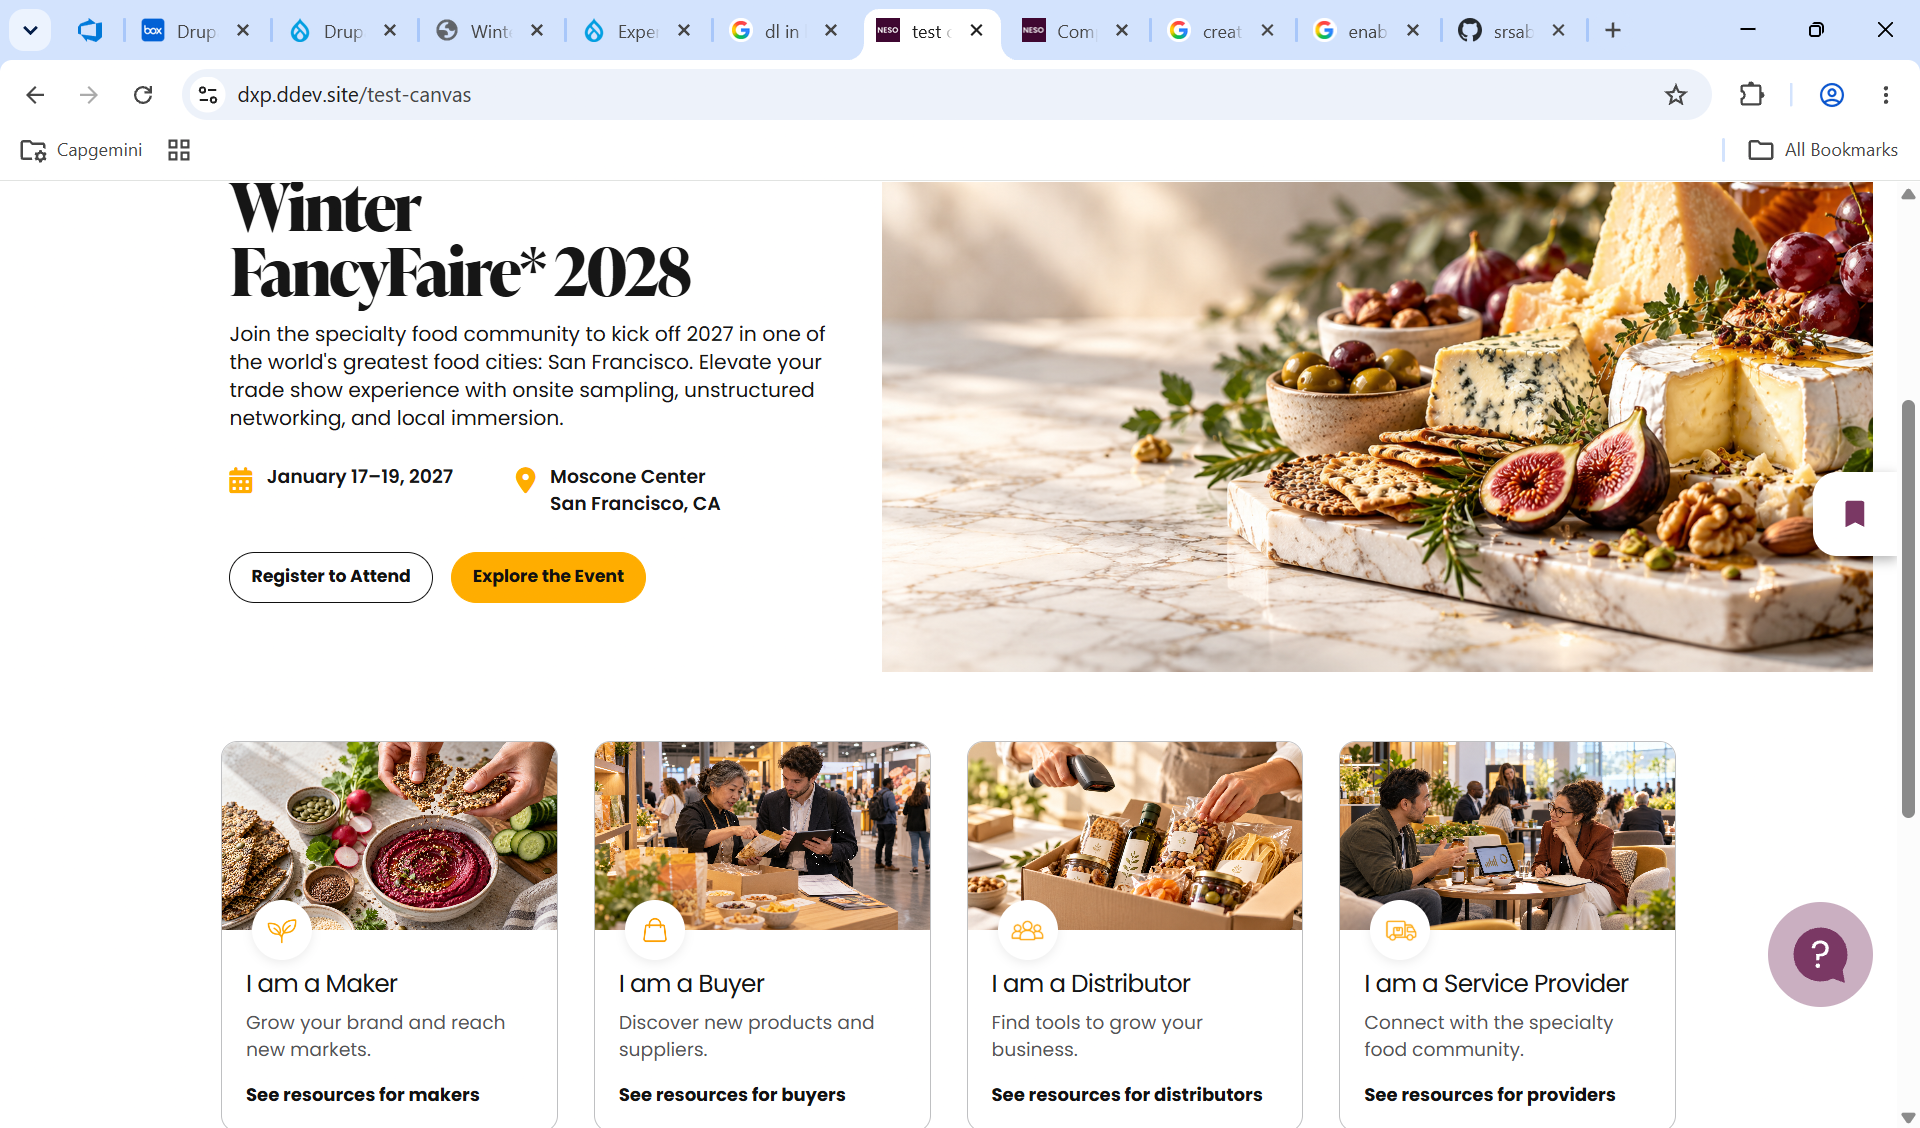 box
Drup
Drup
Wint
Exper
dl in
NESO
test c
NESO
Comp
creat
enab
srsab
dxp.ddev.site/test-canvas
Capgemini
All Bookmarks
Winter
FancyFaire* 2028
Join the specialty food community to kick off 2027 in one of
the world's greatest food cities: San Francisco. Elevate your
trade show experience with onsite sampling, unstructured
networking, and local immersion.
January 17–19, 2027
Moscone Center
San Francisco, CA
Register to Attend
Explore the Event
I am a Maker
Grow your brand and reach
new markets.
See resources for makers
I am a Buyer
Discover new products and
suppliers.
See resources for buyers
I am a Distributor
Find tools to grow your
business.
See resources for distributors
I am a Service Provider
Connect with the specialty
food community.
See resources for providers
?